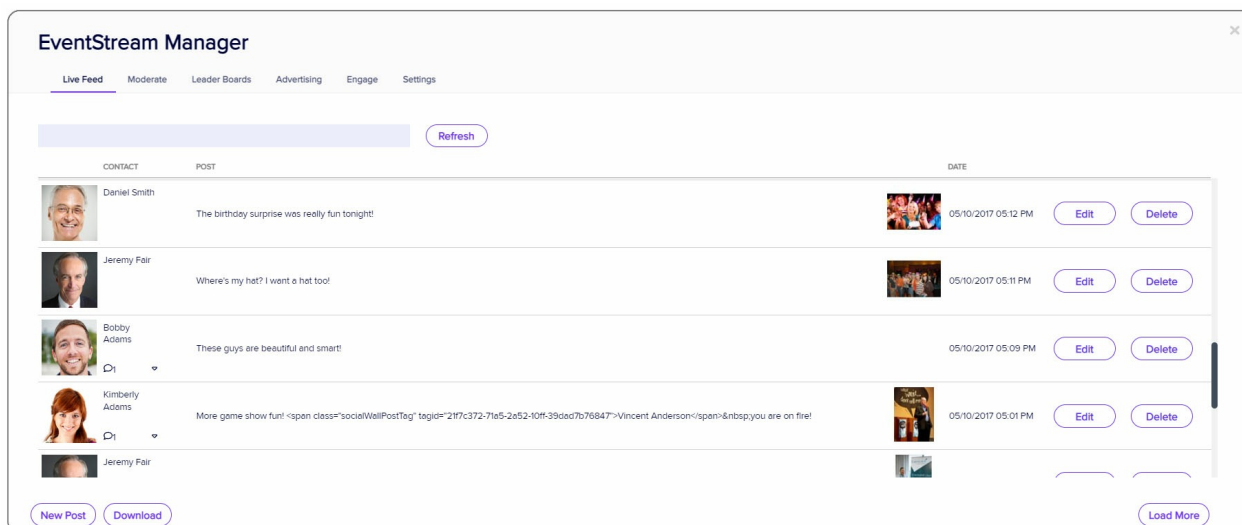 EventStream Manager
×
Live Feed Moderate Leader Boards Advertising Engage Settings
Refresh
CONTACT POST DATE
Daniel Smith
The birthday surprise was really fun tonight! 05/10/2017 05:12 PM Edit Delete
Jeremy Fair
Where's my hat? I want a hat too! 05/10/2017 05:11 PM Edit Delete
Bobby
Adams
These guys are beautiful and smart! 05/10/2017 05:09 PM Edit Delete
1
Kimberly
Adams
More game show fun! <span class="socialWallPostTag" tagid="21f7c372-71a5-2a52-10ff-39dad7b76847">Vincent Anderson</span>&nbsp;you are on fire! 05/10/2017 05:01 PM Edit Delete
1
Jeremy Fair
New Post Download Load More